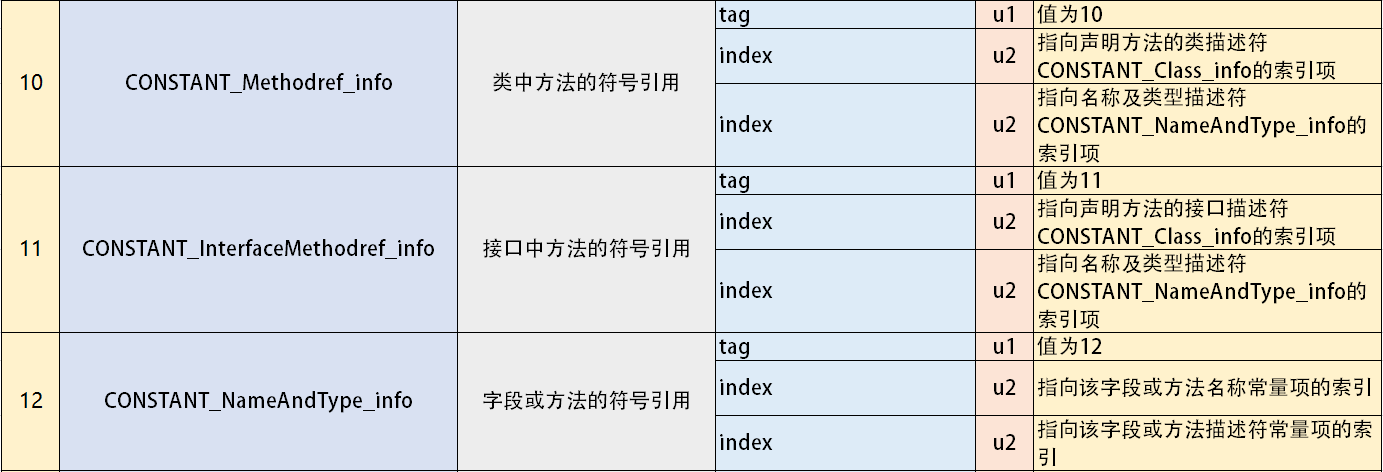 tag u1 值为10
10 CONSTANT_Methodref_info 类中方法的符号引用 index u2 指向声明方法的类描述符
CONSTANT_Class_info的索引项
index u2 指向名称及类型描述符
CONSTANT_NameAndType_info的
索引项
tag u1 值为11
11 CONSTANT_InterfaceMethodref_info 接口中方法的符号引用 index u2 指向声明方法的接口描述符
CONSTANT_Class_info的索引项
index u2 指向名称及类型描述符
CONSTANT_NameAndType_info的
索引项
tag u1 值为12
12 CONSTANT_NameAndType_info 字段或方法的符号引用 index u2 指向该字段或方法名称常量项的索引
index u2 指向该字段或方法描述符常量项的索
引